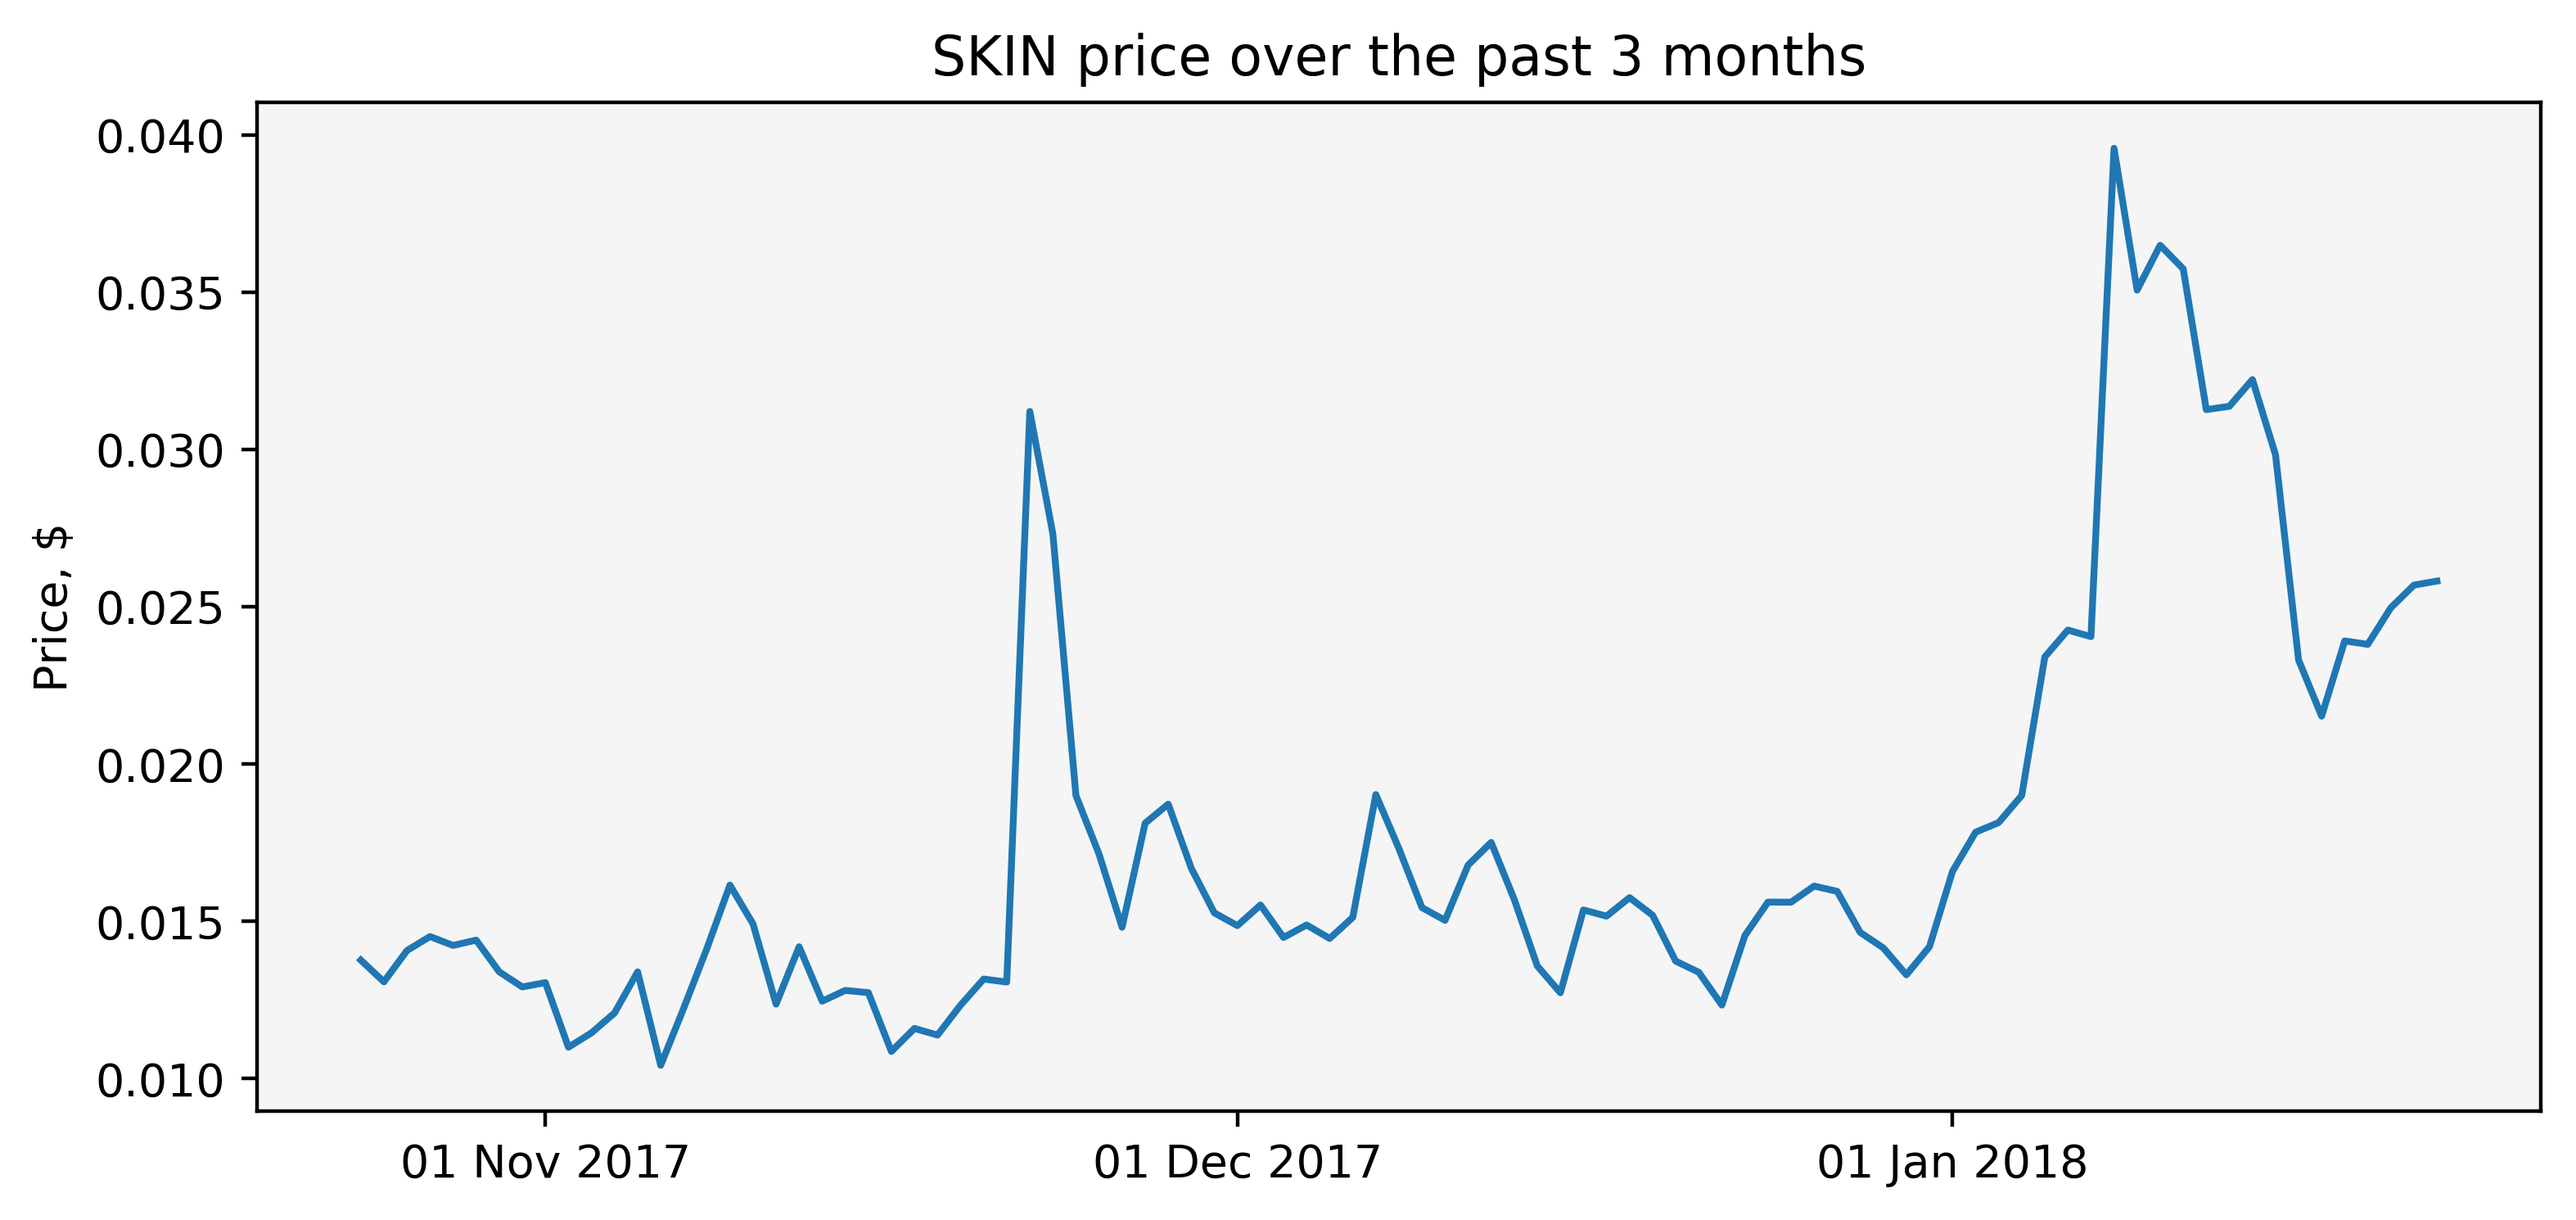 SKIN price over the past 3 months
Price, $
0.040
0.035
0.030
0.025
0.020
0.015
0.010
01 Nov 2017
01 Dec 2017
01 Jan 2018